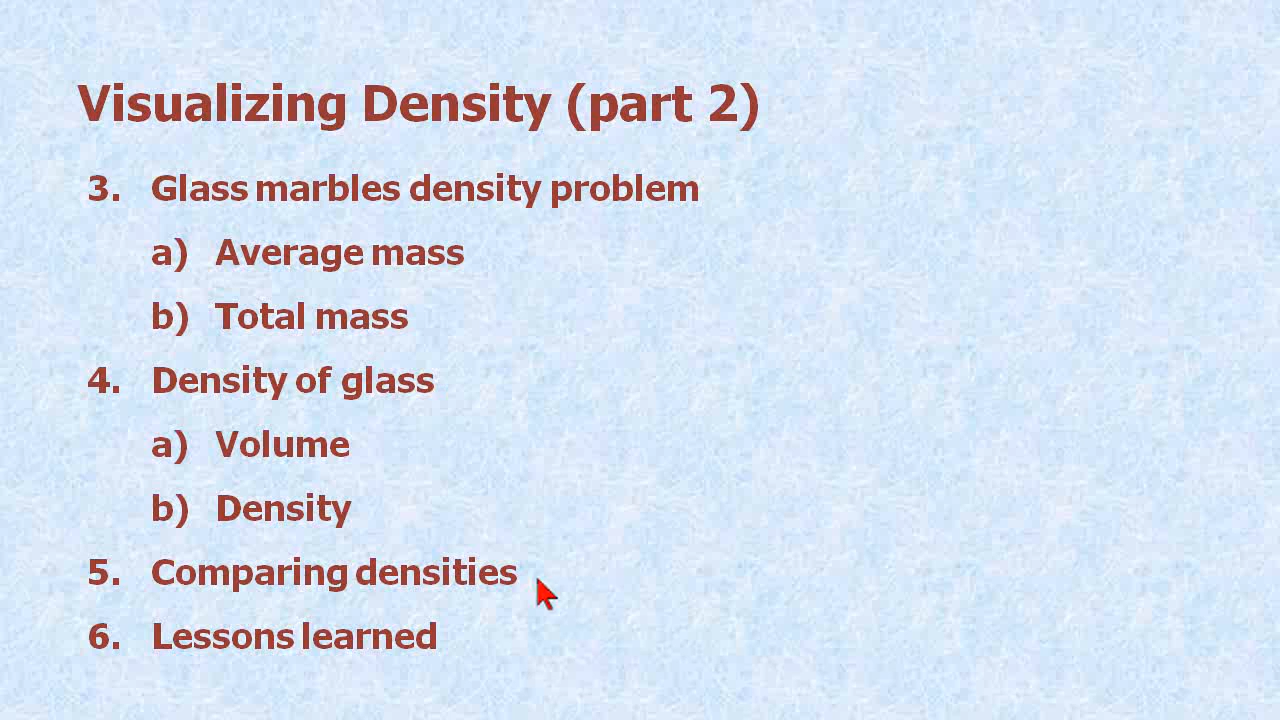 Visualizing Density (part 2)
3. Glass marbles density problem
a) Average mass
b) Total mass
4. Density of glass
a) Volume
b) Density
5. Comparing densities
6. Lessons learned